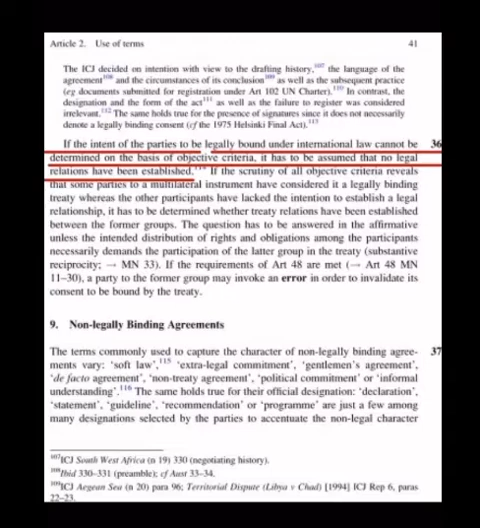 Article 2. Use of terms 41
The ICJ decided on intention with view to the drafting history,¹⁰⁷ the language of the
agreement¹⁰⁸ and the circumstances of its conclusion¹⁰⁹ as well as the subsequent practice
(eg documents submitted for registration under Art 102 UN Charter).¹¹⁰ In contrast, the
designation and the form of the act¹¹¹ as well as the failure to register was considered
irrelevant.¹¹² The same holds true for the presence of signatures since it does not necessarily
denote a legally binding consent (cf the 1975 Helsinki Final Act).¹¹³
If the intent of the parties to be legally bound under international law cannot be 36
determined on the basis of objective criteria, it has to be assumed that no legal
relations have been established. If the scrutiny of all objective criteria reveals
that some parties to a multilateral instrument have considered it a legally binding
treaty whereas the other participants have lacked the intention to establish a legal
relationship, it has to be determined whether treaty relations have been established
between the former groups. The question has to be answered in the affirmative
unless the intended distribution of rights and obligations among the participants
necessarily demands the participation of the latter group in the treaty (substantive
reciprocity; → MN 33). If the requirements of Art 48 are met (→ Art 48 MN
11–30), a party to the former group may invoke an error in order to invalidate its
consent to be bound by the treaty.
9. Non-legally Binding Agreements
The terms commonly used to capture the character of non-legally binding agree- 37
ments vary: ‘soft law’,¹¹⁵ ‘extra-legal commitment’, ‘gentlemen's agreement’,
‘de facto agreement’, ‘non-treaty agreement’, ‘political commitment’ or ‘informal
understanding’.¹¹⁶ The same holds true for their official designation: ‘declaration’,
‘statement’, ‘guideline’, ‘recommendation’ or ‘programme’ are just a few among
many designations selected by the parties to accentuate the non-legal character
¹⁰⁷ICJ South West Africa (n 19) 330 (negotiating history).
¹⁰⁸Ibid 330–331 (preamble); cf Aust 33–34.
¹⁰⁹ICJ Aegean Sea (n 20) para 96; Territorial Dispute (Libya v Chad) [1994] ICJ Rep 6, paras
22–23.